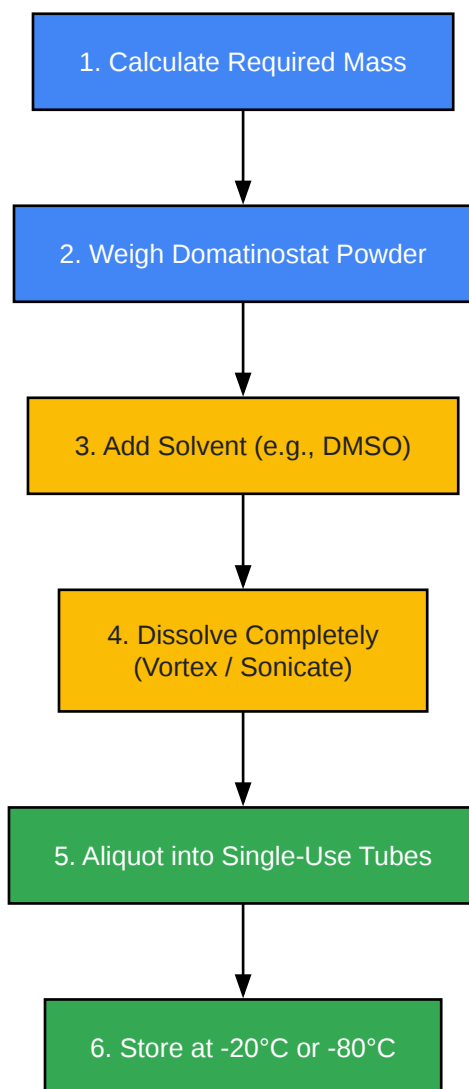 1. Calculate Required Mass
2. Weigh Domatinostat Powder
3. Add Solvent (e.g., DMSO)
4. Dissolve Completely
(Vortex / Sonicate)
5. Aliquot into Single-Use Tubes
6. Store at -20°C or -80°C